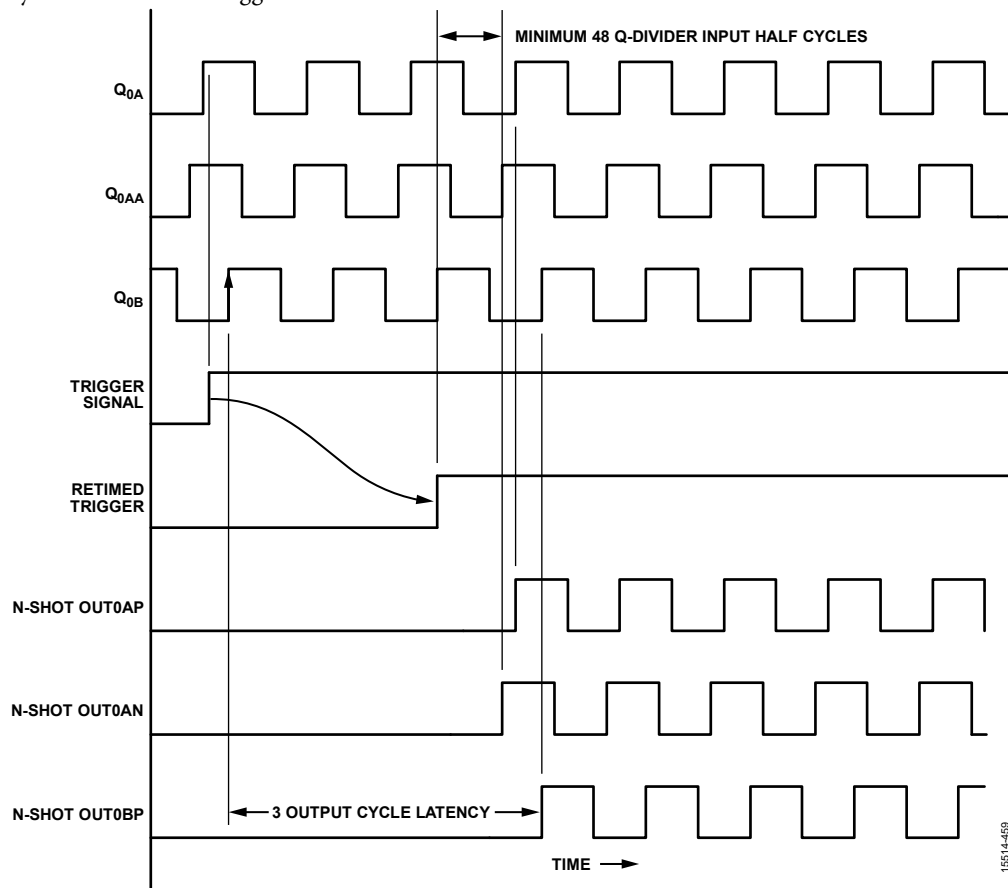 MINIMUM 48 Q-DIVIDER INPUT HALF CYCLES
Q0A
Q0AA
Q0B
TRIGGER
SIGNAL
RETIMED
TRIGGER
N-SHOT OUT0AP
N-SHOT OUT0AN
N-SHOT OUT0BP
3 OUTPUT CYCLE LATENCY
TIME
15514-459